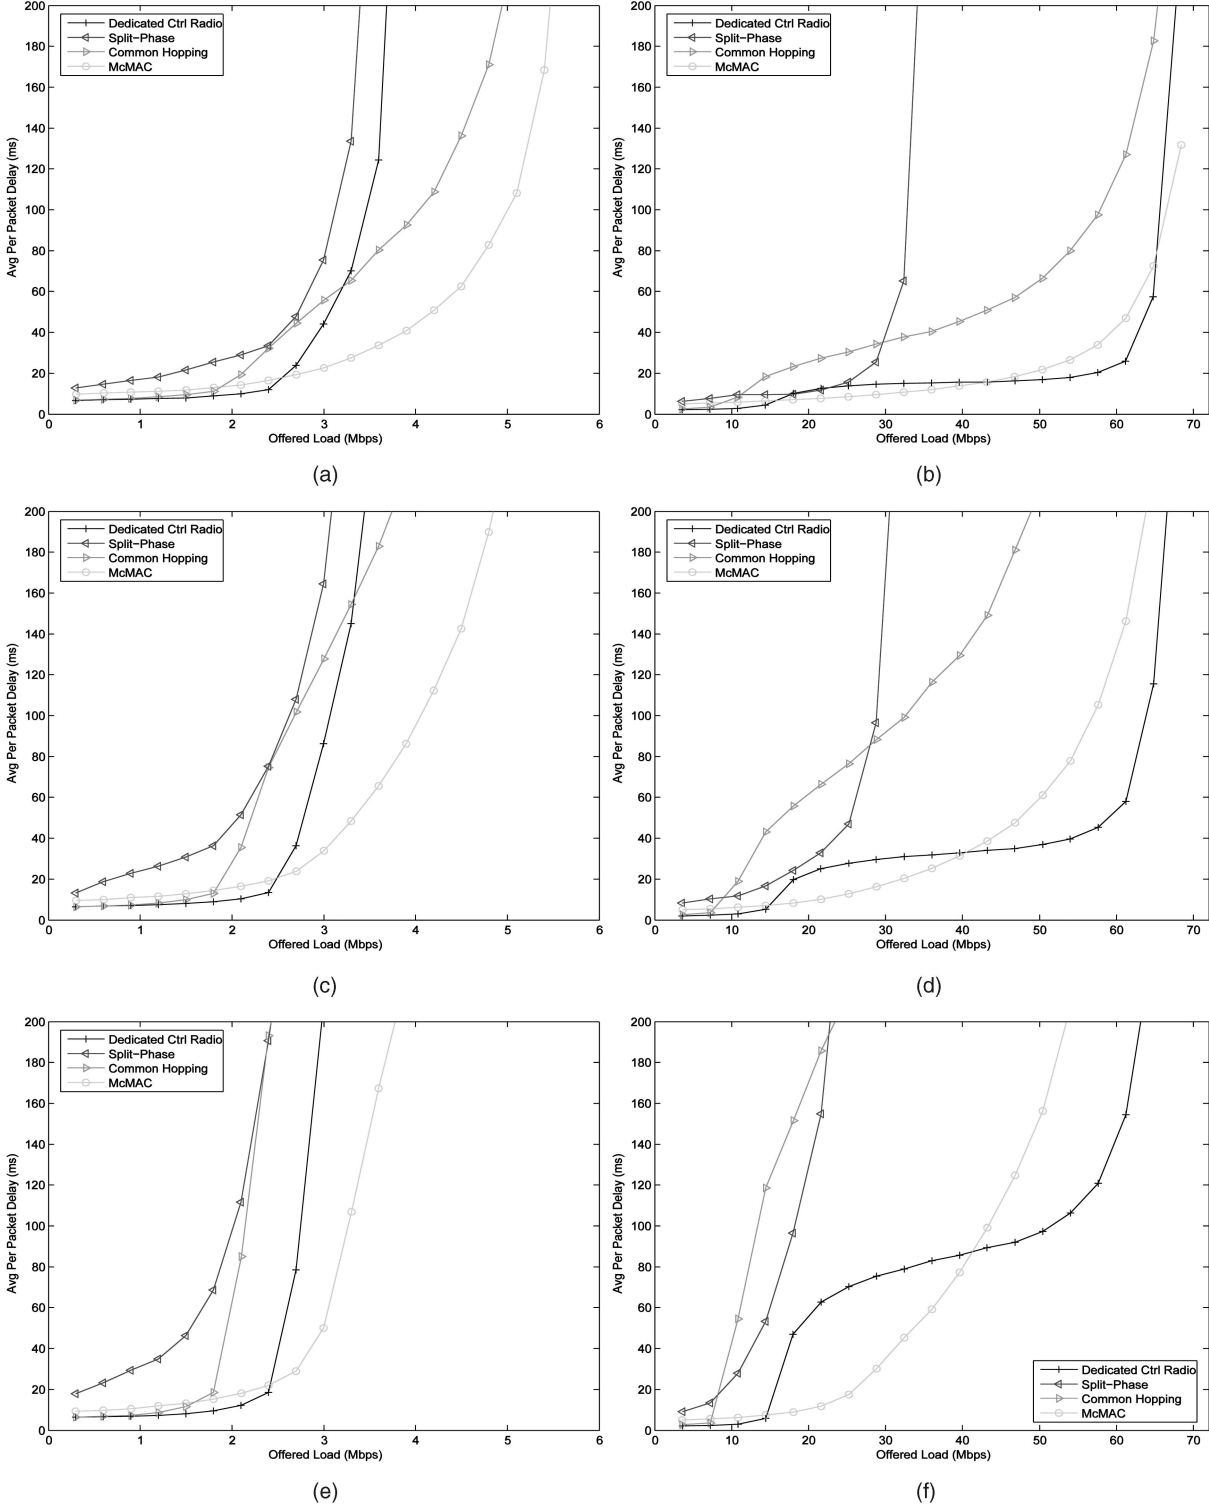 200
180
160
140
120
100
80
60
40
20
0
Avg Per Packet Delay (ms)
Dedicated Ctrl Radio
Split-Phase
Common Hopping
McMAC
0 1 2 3 4 5 6
Offered Load (Mbps)
(a)
200
180
160
140
120
100
80
60
40
20
0
Avg Per Packet Delay (ms)
Dedicated Ctrl Radio
Split-Phase
Common Hopping
McMAC
0 10 20 30 40 50 60 70
Offered Load (Mbps)
(b)
200
180
160
140
120
100
80
60
40
20
0
Avg Per Packet Delay (ms)
Dedicated Ctrl Radio
Split-Phase
Common Hopping
McMAC
0 1 2 3 4 5 6
Offered Load (Mbps)
(c)
200
180
160
140
120
100
80
60
40
20
0
Avg Per Packet Delay (ms)
Dedicated Ctrl Radio
Split-Phase
Common Hopping
McMAC
0 10 20 30 40 50 60 70
Offered Load (Mbps)
(d)
200
180
160
140
120
100
80
60
40
20
0
Avg Per Packet Delay (ms)
Dedicated Ctrl Radio
Split-Phase
Common Hopping
McMAC
0 1 2 3 4 5 6
Offered Load (Mbps)
(e)
200
180
160
140
120
100
80
60
40
20
0
Avg Per Packet Delay (ms)
Dedicated Ctrl Radio
Split-Phase
Common Hopping
McMAC
0 10 20 30 40 50 60 70
Offered Load (Mbps)
(f)